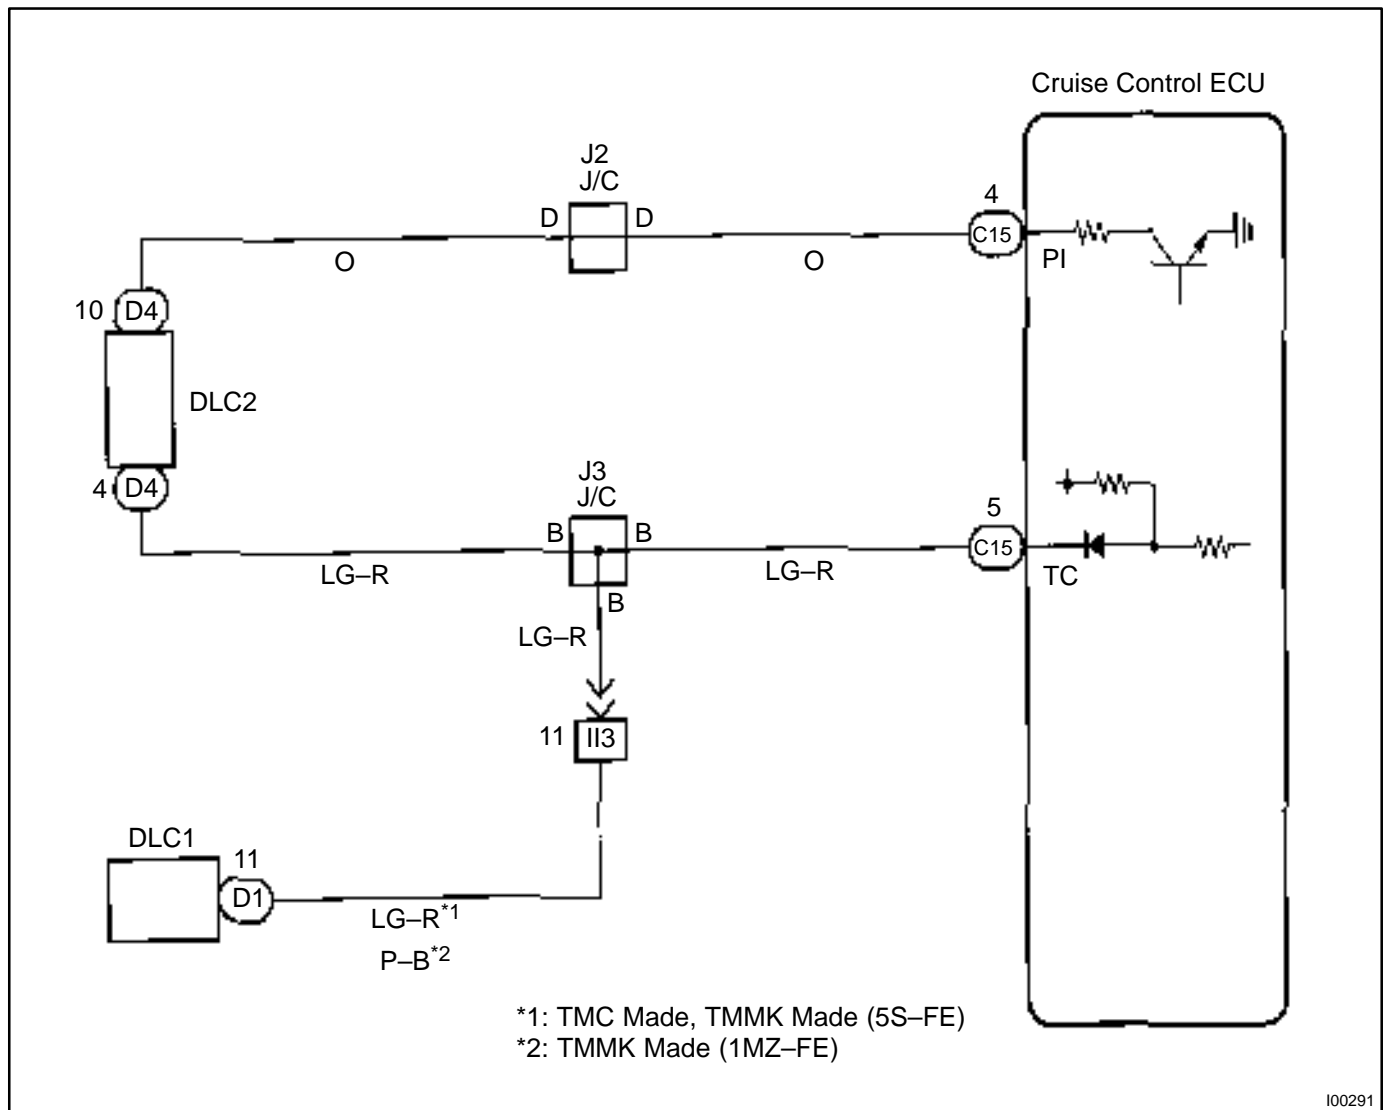 Cruise Control ECU
J2
J/C
D D
4
C15
PI
O O
10 D4
DLC2
4 D4
J3
J/C
B B
5
C15
TC
LG–R LG–R
B
LG–R
11 II3
DLC1
11
D1
LG–R*1
P–B*2
*1: TMC Made, TMMK Made (5S–FE)
*2: TMMK Made (1MZ–FE)
I00291